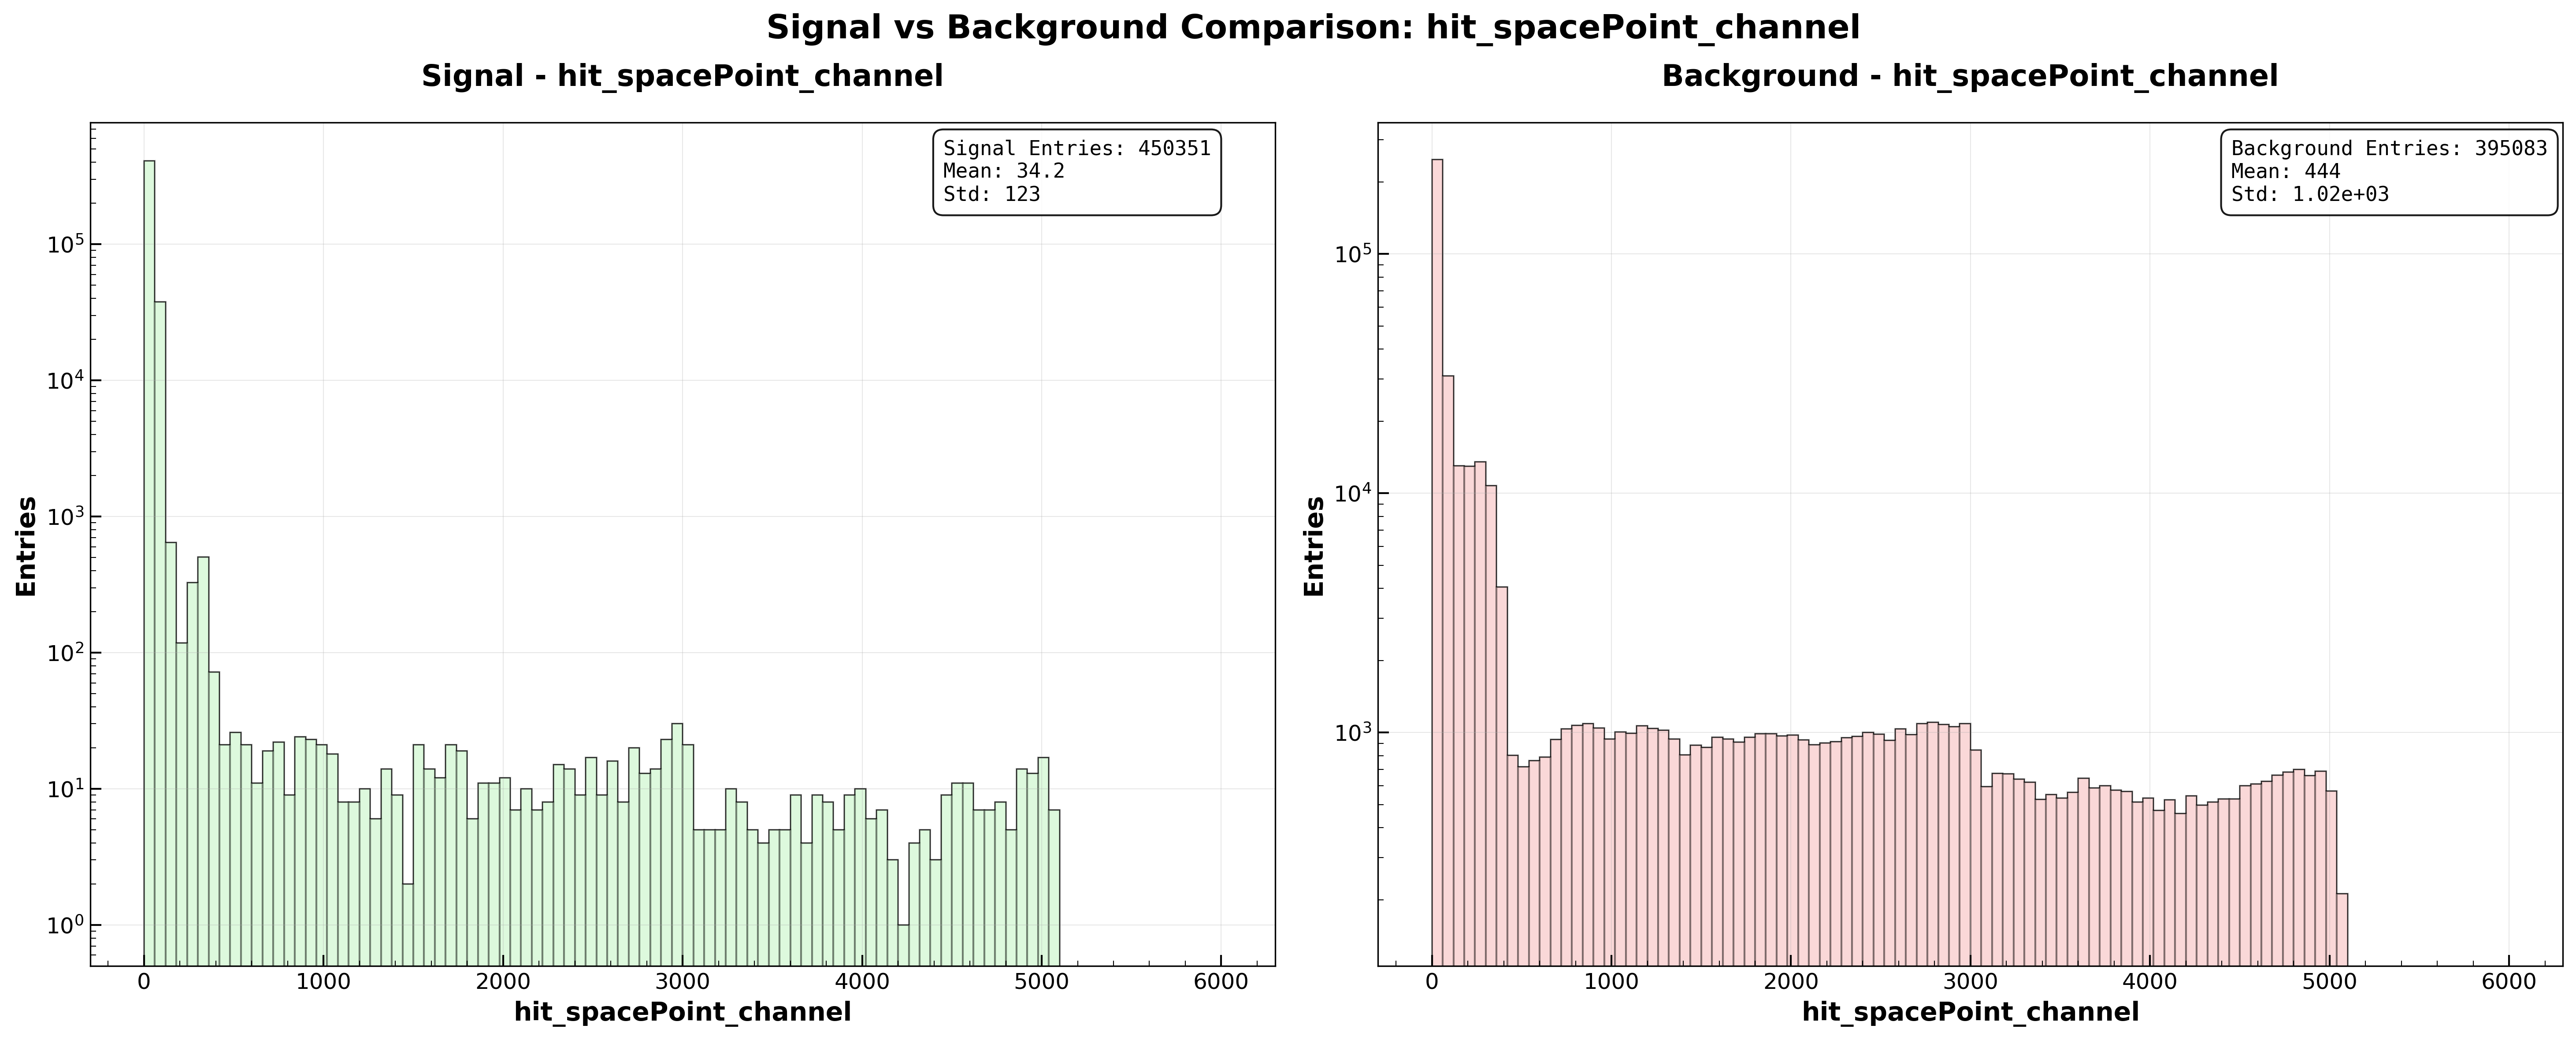 Signal vs Background Comparison: hit_spacePoint_channel
Signal - hit_spacePoint_channel
Signal Entries: 450351
Mean: 34.2
Std: 123
Entries
10^5
10^4
10^3
10^2
10^1
10^0
0 1000 2000 3000 4000 5000 6000
hit_spacePoint_channel
Background - hit_spacePoint_channel
Background Entries: 395083
Mean: 444
Std: 1.02e+03
Entries
10^5
10^4
10^3
0 1000 2000 3000 4000 5000 6000
hit_spacePoint_channel